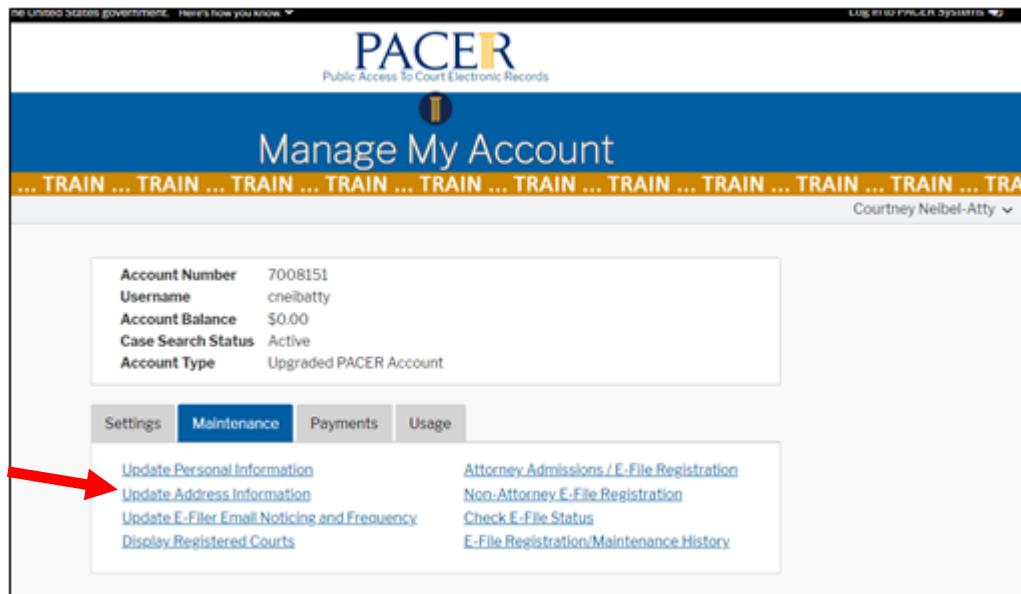 he United States government. Here's how you know.
Log in to PACER Systems
PACER
Public Access To Court Electronic Records
Manage My Account
... TRAIN ... TRAIN ... TRAIN ... TRAIN ... TRAIN ... TRAIN ... TRAIN ... TRAIN ... TRAIN ... TRAIN ... TRA
Courtney Neibel-Atty
Account Number 7008151
Username cneibatty
Account Balance $0.00
Case Search Status Active
Account Type Upgraded PACER Account
Settings Maintenance Payments Usage
Update Personal Information Attorney Admissions / E-File Registration
Update Address Information Non-Attorney E-File Registration
Update E-Filer Email Noticing and Frequency Check E-File Status
Display Registered Courts E-File Registration/Maintenance History